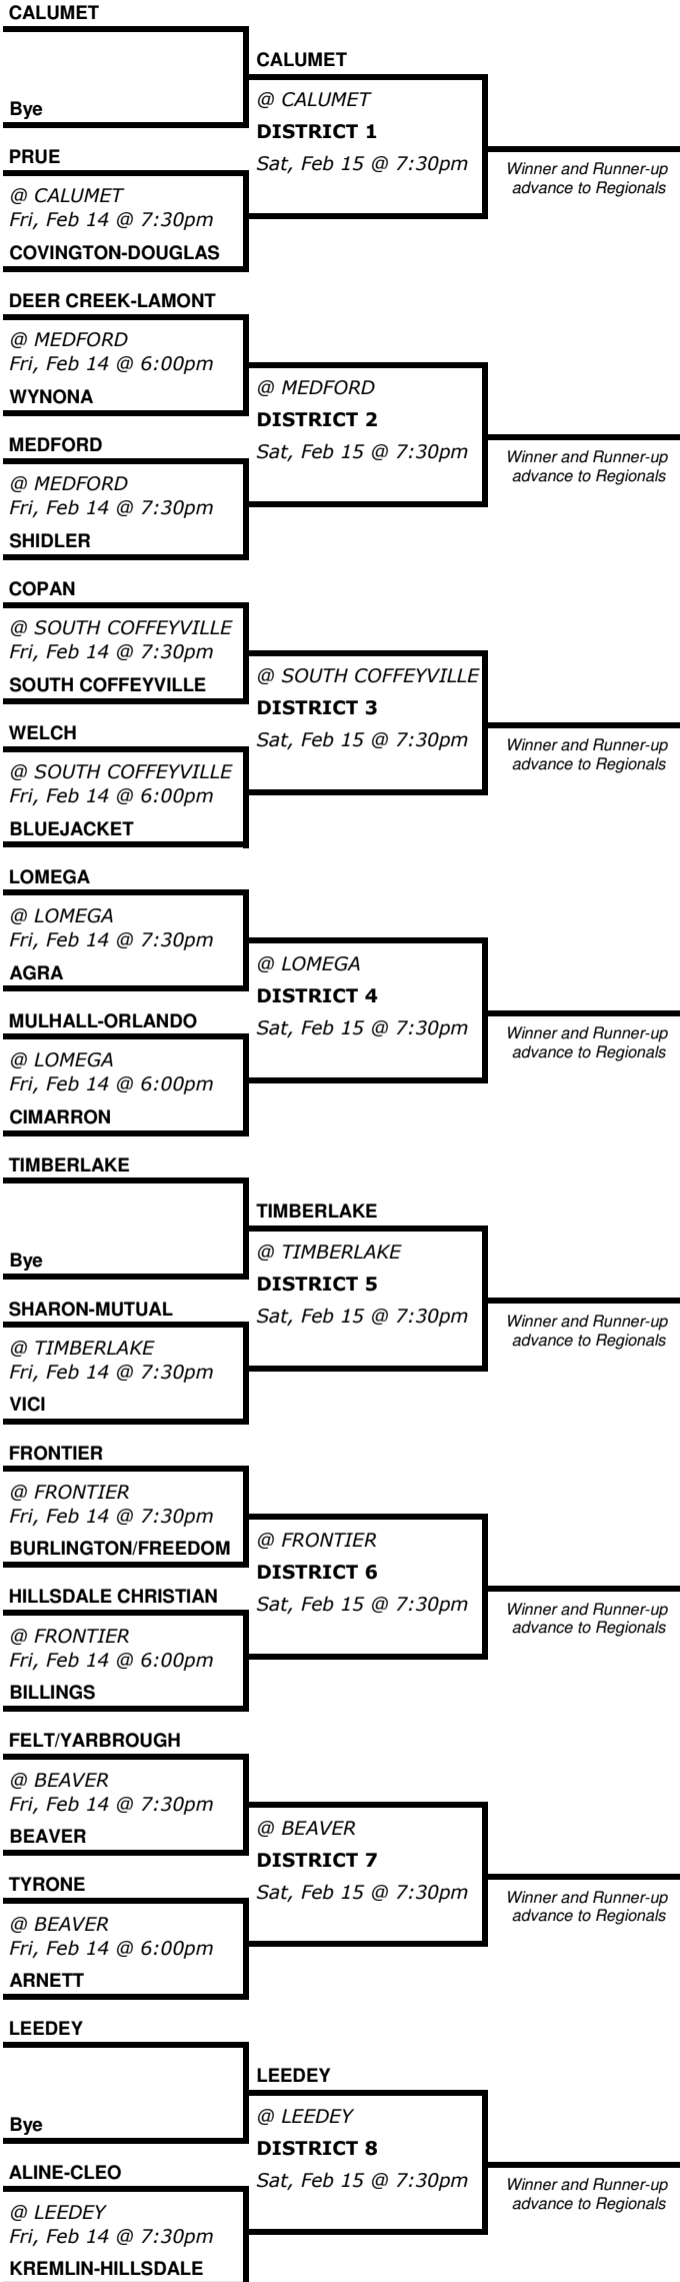 CALUMET
Bye
CALUMET
@ CALUMET
DISTRICT 1
Sat, Feb 15 @ 7:30pm
PRUE
@ CALUMET
Fri, Feb 14 @ 7:30pm
COVINGTON-DOUGLAS
Winner and Runner-up
advance to Regionals
DEER CREEK-LAMONT
@ MEDFORD
Fri, Feb 14 @ 6:00pm
WYNONA
@ MEDFORD
DISTRICT 2
Sat, Feb 15 @ 7:30pm
MEDFORD
@ MEDFORD
Fri, Feb 14 @ 7:30pm
SHIDLER
Winner and Runner-up
advance to Regionals
COPAN
@ SOUTH COFFEYVILLE
Fri, Feb 14 @ 7:30pm
SOUTH COFFEYVILLE
@ SOUTH COFFEYVILLE
DISTRICT 3
Sat, Feb 15 @ 7:30pm
WELCH
@ SOUTH COFFEYVILLE
Fri, Feb 14 @ 6:00pm
BLUEJACKET
Winner and Runner-up
advance to Regionals
LOMEGA
@ LOMEGA
Fri, Feb 14 @ 7:30pm
AGRA
@ LOMEGA
DISTRICT 4
Sat, Feb 15 @ 7:30pm
MULHALL-ORLANDO
@ LOMEGA
Fri, Feb 14 @ 6:00pm
CIMARRON
Winner and Runner-up
advance to Regionals
TIMBERLAKE
Bye
TIMBERLAKE
@ TIMBERLAKE
DISTRICT 5
Sat, Feb 15 @ 7:30pm
SHARON-MUTUAL
@ TIMBERLAKE
Fri, Feb 14 @ 7:30pm
VICI
Winner and Runner-up
advance to Regionals
FRONTIER
@ FRONTIER
Fri, Feb 14 @ 7:30pm
BURLINGTON/FREEDOM
@ FRONTIER
DISTRICT 6
Sat, Feb 15 @ 7:30pm
HILLSDALE CHRISTIAN
@ FRONTIER
Fri, Feb 14 @ 6:00pm
BILLINGS
Winner and Runner-up
advance to Regionals
FELT/YARBROUGH
@ BEAVER
Fri, Feb 14 @ 7:30pm
BEAVER
@ BEAVER
DISTRICT 7
Sat, Feb 15 @ 7:30pm
TYRONE
@ BEAVER
Fri, Feb 14 @ 6:00pm
ARNETT
Winner and Runner-up
advance to Regionals
LEEDEY
Bye
LEEDEY
@ LEEDEY
DISTRICT 8
Sat, Feb 15 @ 7:30pm
ALINE-CLEO
@ LEEDEY
Fri, Feb 14 @ 7:30pm
KREMLIN-HILLSDALE
Winner and Runner-up
advance to Regionals